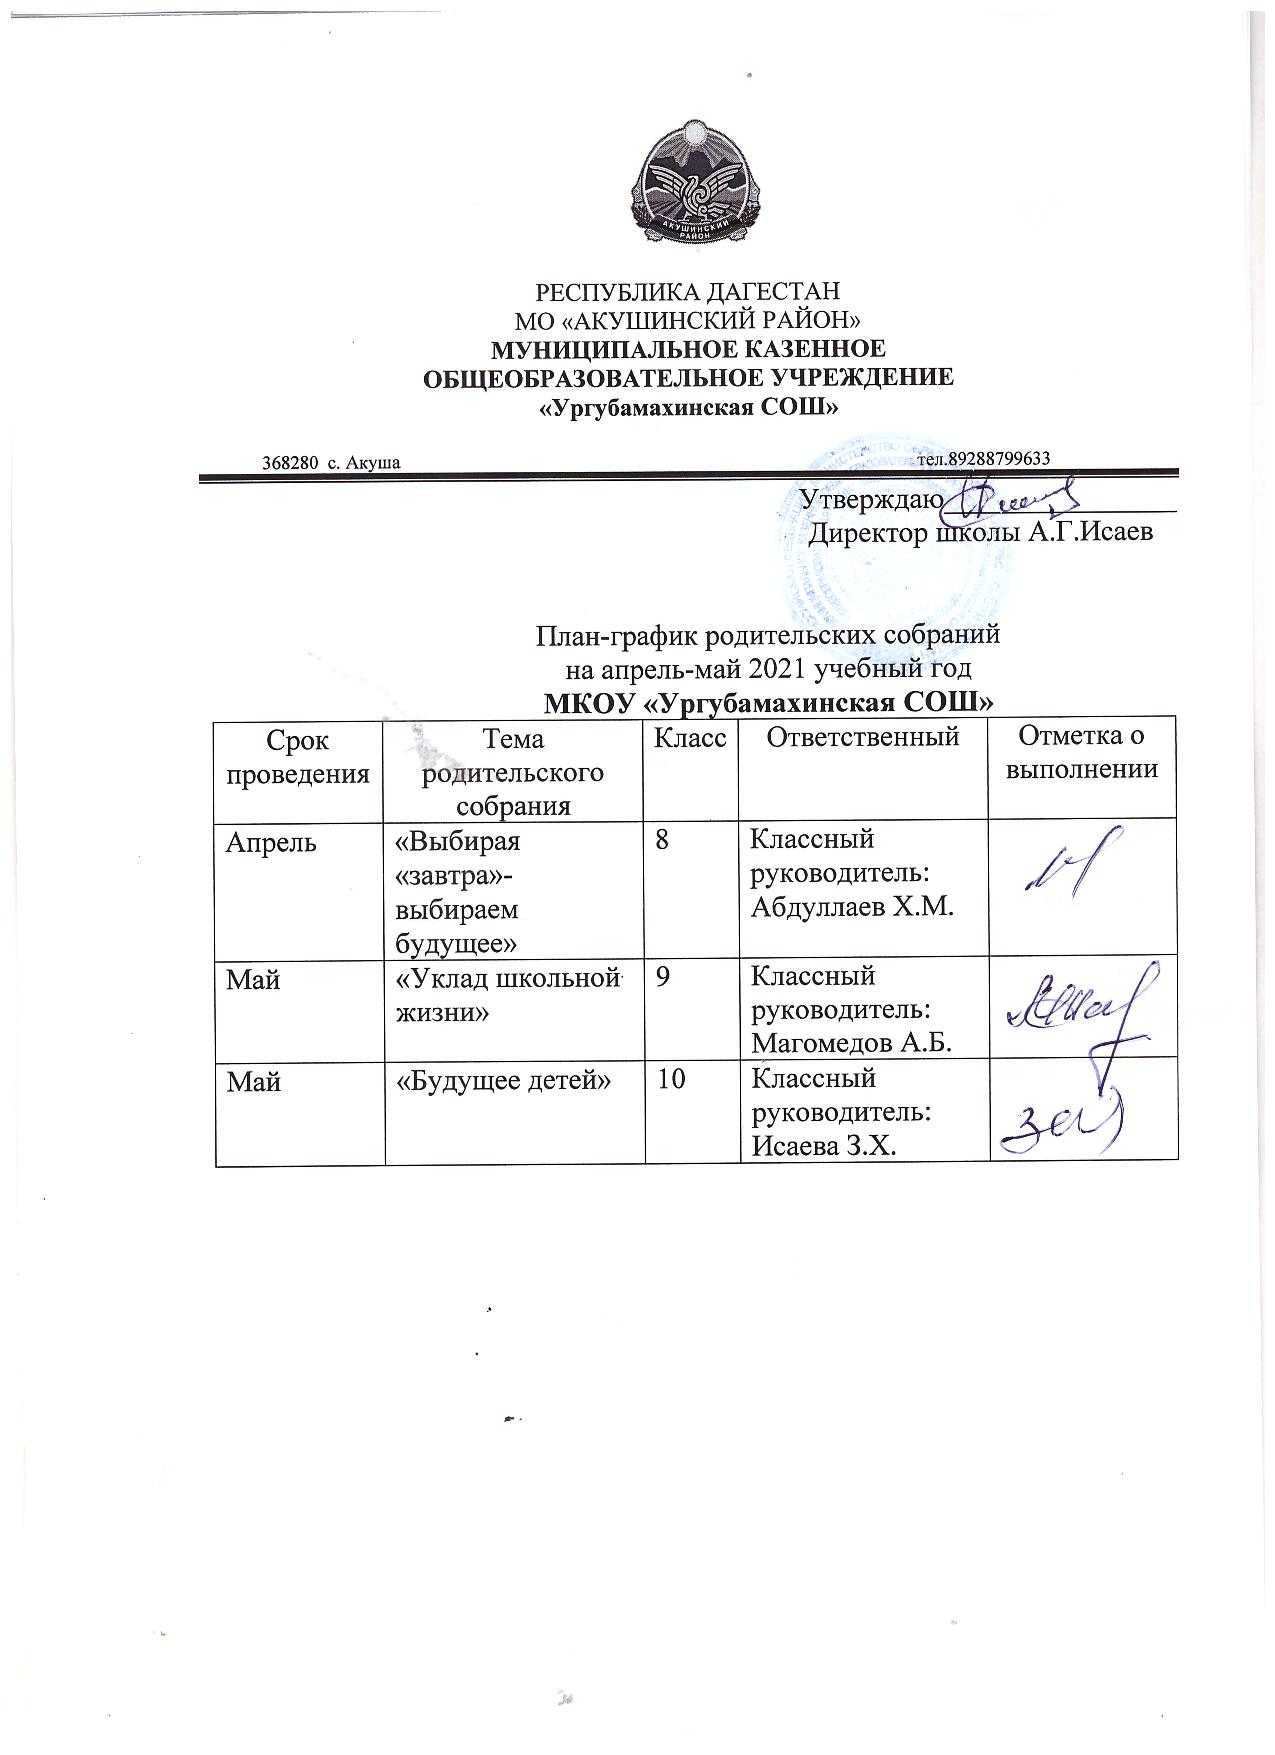 АКУШИНСКИЙ
РАЙОН
РЕСПУБЛИКА ДАГЕСТАН
МО «АКУШИНСКИЙ РАЙОН»
МУНИЦИПАЛЬНОЕ КАЗЕННОЕ
ОБЩЕОБРАЗОВАТЕЛЬНОЕ УЧРЕЖДЕНИЕ
«Ургубамахинская СОШ»
368280 с. Акуша
тел.89288799633
Утверждаю
Директор школы А.Г.Исаев
План-график родительских собраний
на апрель-май 2021 учебный год
МКОУ «Ургубамахинская СОШ»
Срок
проведения
Тема
родительского
собрания
Класс
Ответственный
Отметка о
выполнении
Апрель
«Выбирая
«завтра»-
выбираем
будущее»
8
Классный
руководитель:
Абдуллаев Х.М.
Май
«Уклад школьной
жизни»
9
Классный
руководитель:
Магомедов А.Б.
Май
«Будущее детей»
10
Классный
руководитель:
Исаева З.Х.